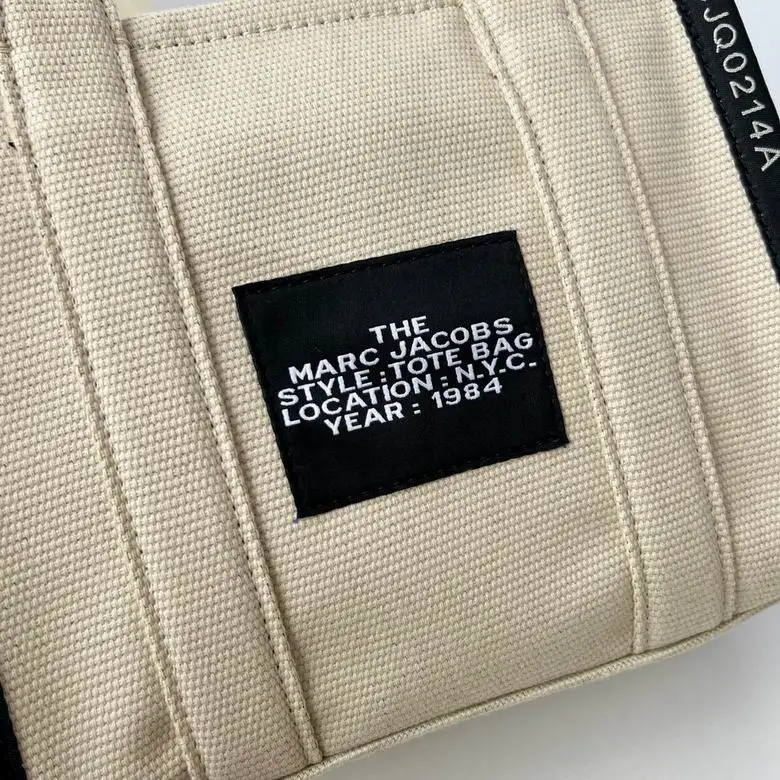 THE
MARC JACOBS
STYLE : TOTE BAG
LOCATION : N.Y.C.
YEAR : 1984
JQ0214A